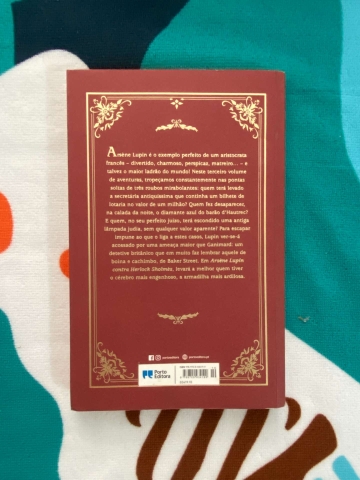 Arsène Lupin é o exemplo perfeito de um aristocrata
francês – divertido, charmoso, perspicaz, matreiro... – e
talvez o maior ladrão do mundo! Neste terceiro volume
de aventuras, tropeçamos constantemente nas pontas
soltas de três roubos mirabolantes: quem terá levado
a secretária antiquíssima que continha um bilhete de
lotaria no valor de um milhão? Quem fez desaparecer,
na calada da noite, o diamante azul do barão d'Hautrec?
E quem, no seu perfeito juízo, terá escondido uma antiga
lâmpada judia, sem qualquer valor aparente? Para escapar
impune ao que o liga a estes casos, Lupin ver-se-á
acossado por uma ameaça maior que Ganimard: um
detetive britânico que em muito faz lembrar aquele de
boina e cachimbo, de Baker Street. Em Arsène Lupin
contra Herlock Sholmès, levará a melhor quem tiver
o cérebro mais engenhoso, a armadilha mais ardilosa.
Porto
Editora